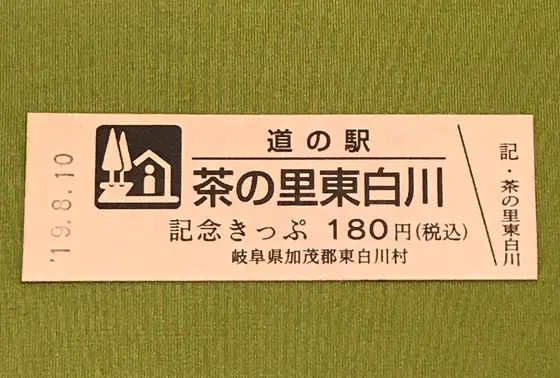 '19.8.10
道の駅
茶の里東白川
記念きっぷ 180円(税込)
岐阜県加茂郡東白川村
記・茶の里東白川